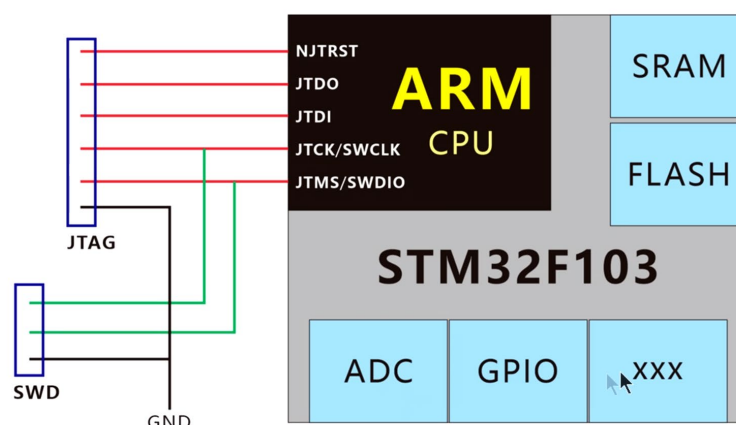 NJTRST
JTDO
JTDI
JTCK/SWCLK
JTMS/SWDIO
ARM
CPU
SRAM
FLASH
JTAG
STM32F103
SWD
GND
ADC
GPIO
xxx